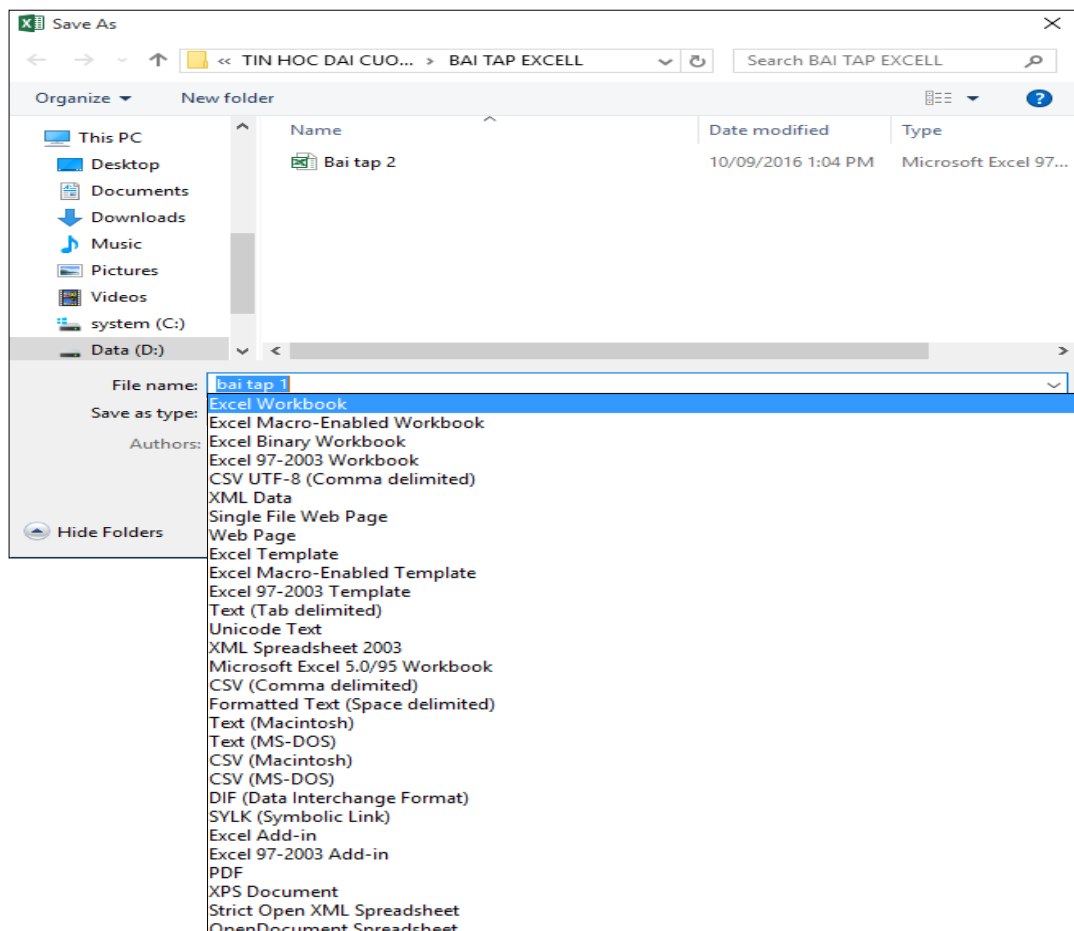 Save As
« TIN HOC DAI CUO... > BAI TAP EXCELL
Search BAI TAP EXCELL
Organize
New folder
?
This PC
Desktop
Documents
Downloads
Music
Pictures
Videos
system (C:)
Data (D:)
Name Date modified Type
Bai tap 2 10/09/2016 1:04 PM Microsoft Excel 97...
File name: bai tap 1
Save as type:
Authors:
Hide Folders
Excel Workbook
Excel Macro-Enabled Workbook
Excel Binary Workbook
Excel 97-2003 Workbook
CSV UTF-8 (Comma delimited)
XML Data
Single File Web Page
Web Page
Excel Template
Excel Macro-Enabled Template
Excel 97-2003 Template
Text (Tab delimited)
Unicode Text
XML Spreadsheet 2003
Microsoft Excel 5.0/95 Workbook
CSV (Comma delimited)
Formatted Text (Space delimited)
Text (Macintosh)
Text (MS-DOS)
CSV (Macintosh)
CSV (MS-DOS)
DIF (Data Interchange Format)
SYLK (Symbolic Link)
Excel Add-in
Excel 97-2003 Add-in
PDF
XPS Document
Strict Open XML Spreadsheet
OpenDocument Spreadsheet